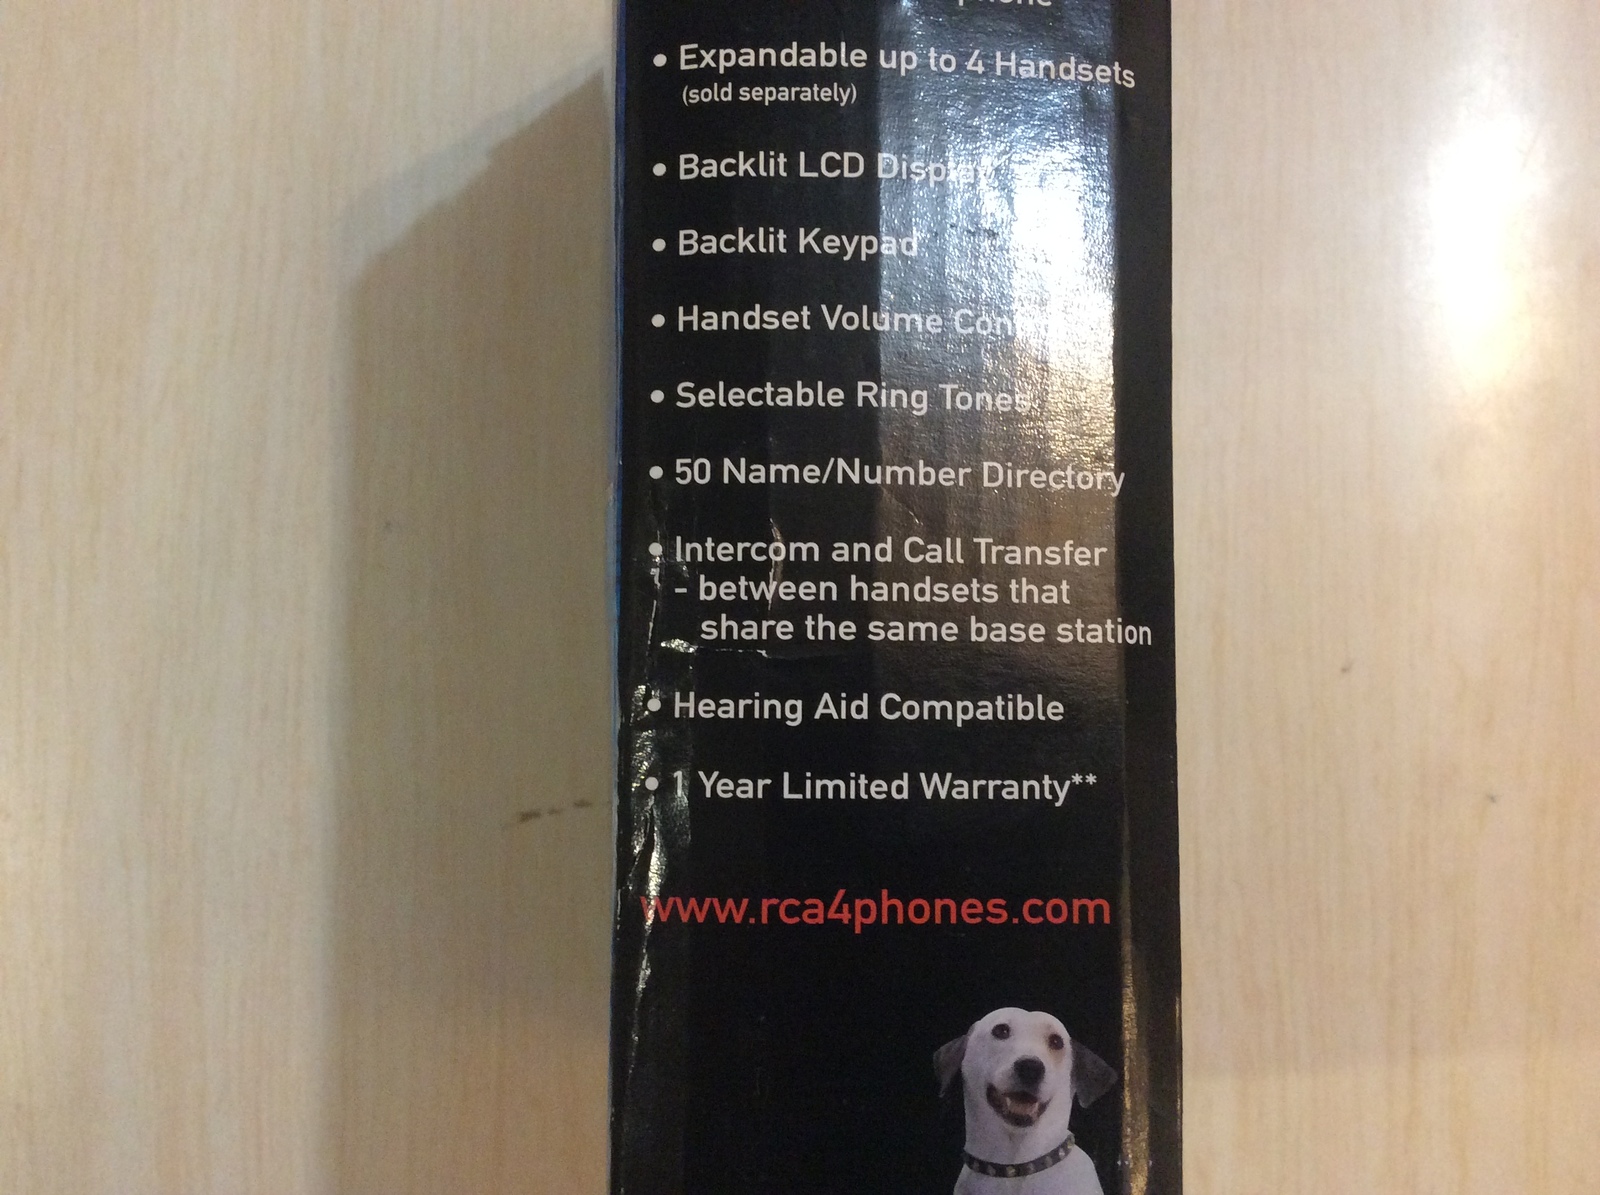 phone
• Expandable up to 4 Handsets
(sold separately)
• Backlit LCD Display
• Backlit Keypad
• Handset Volume
• Selectable Ring Tones
• 50 Name/Number Directory
• Intercom and Call Transfer
- between handsets that
share the same base station
• Hearing Aid Compatible
• 1 Year Limited Warranty**
www.rca4phones.com